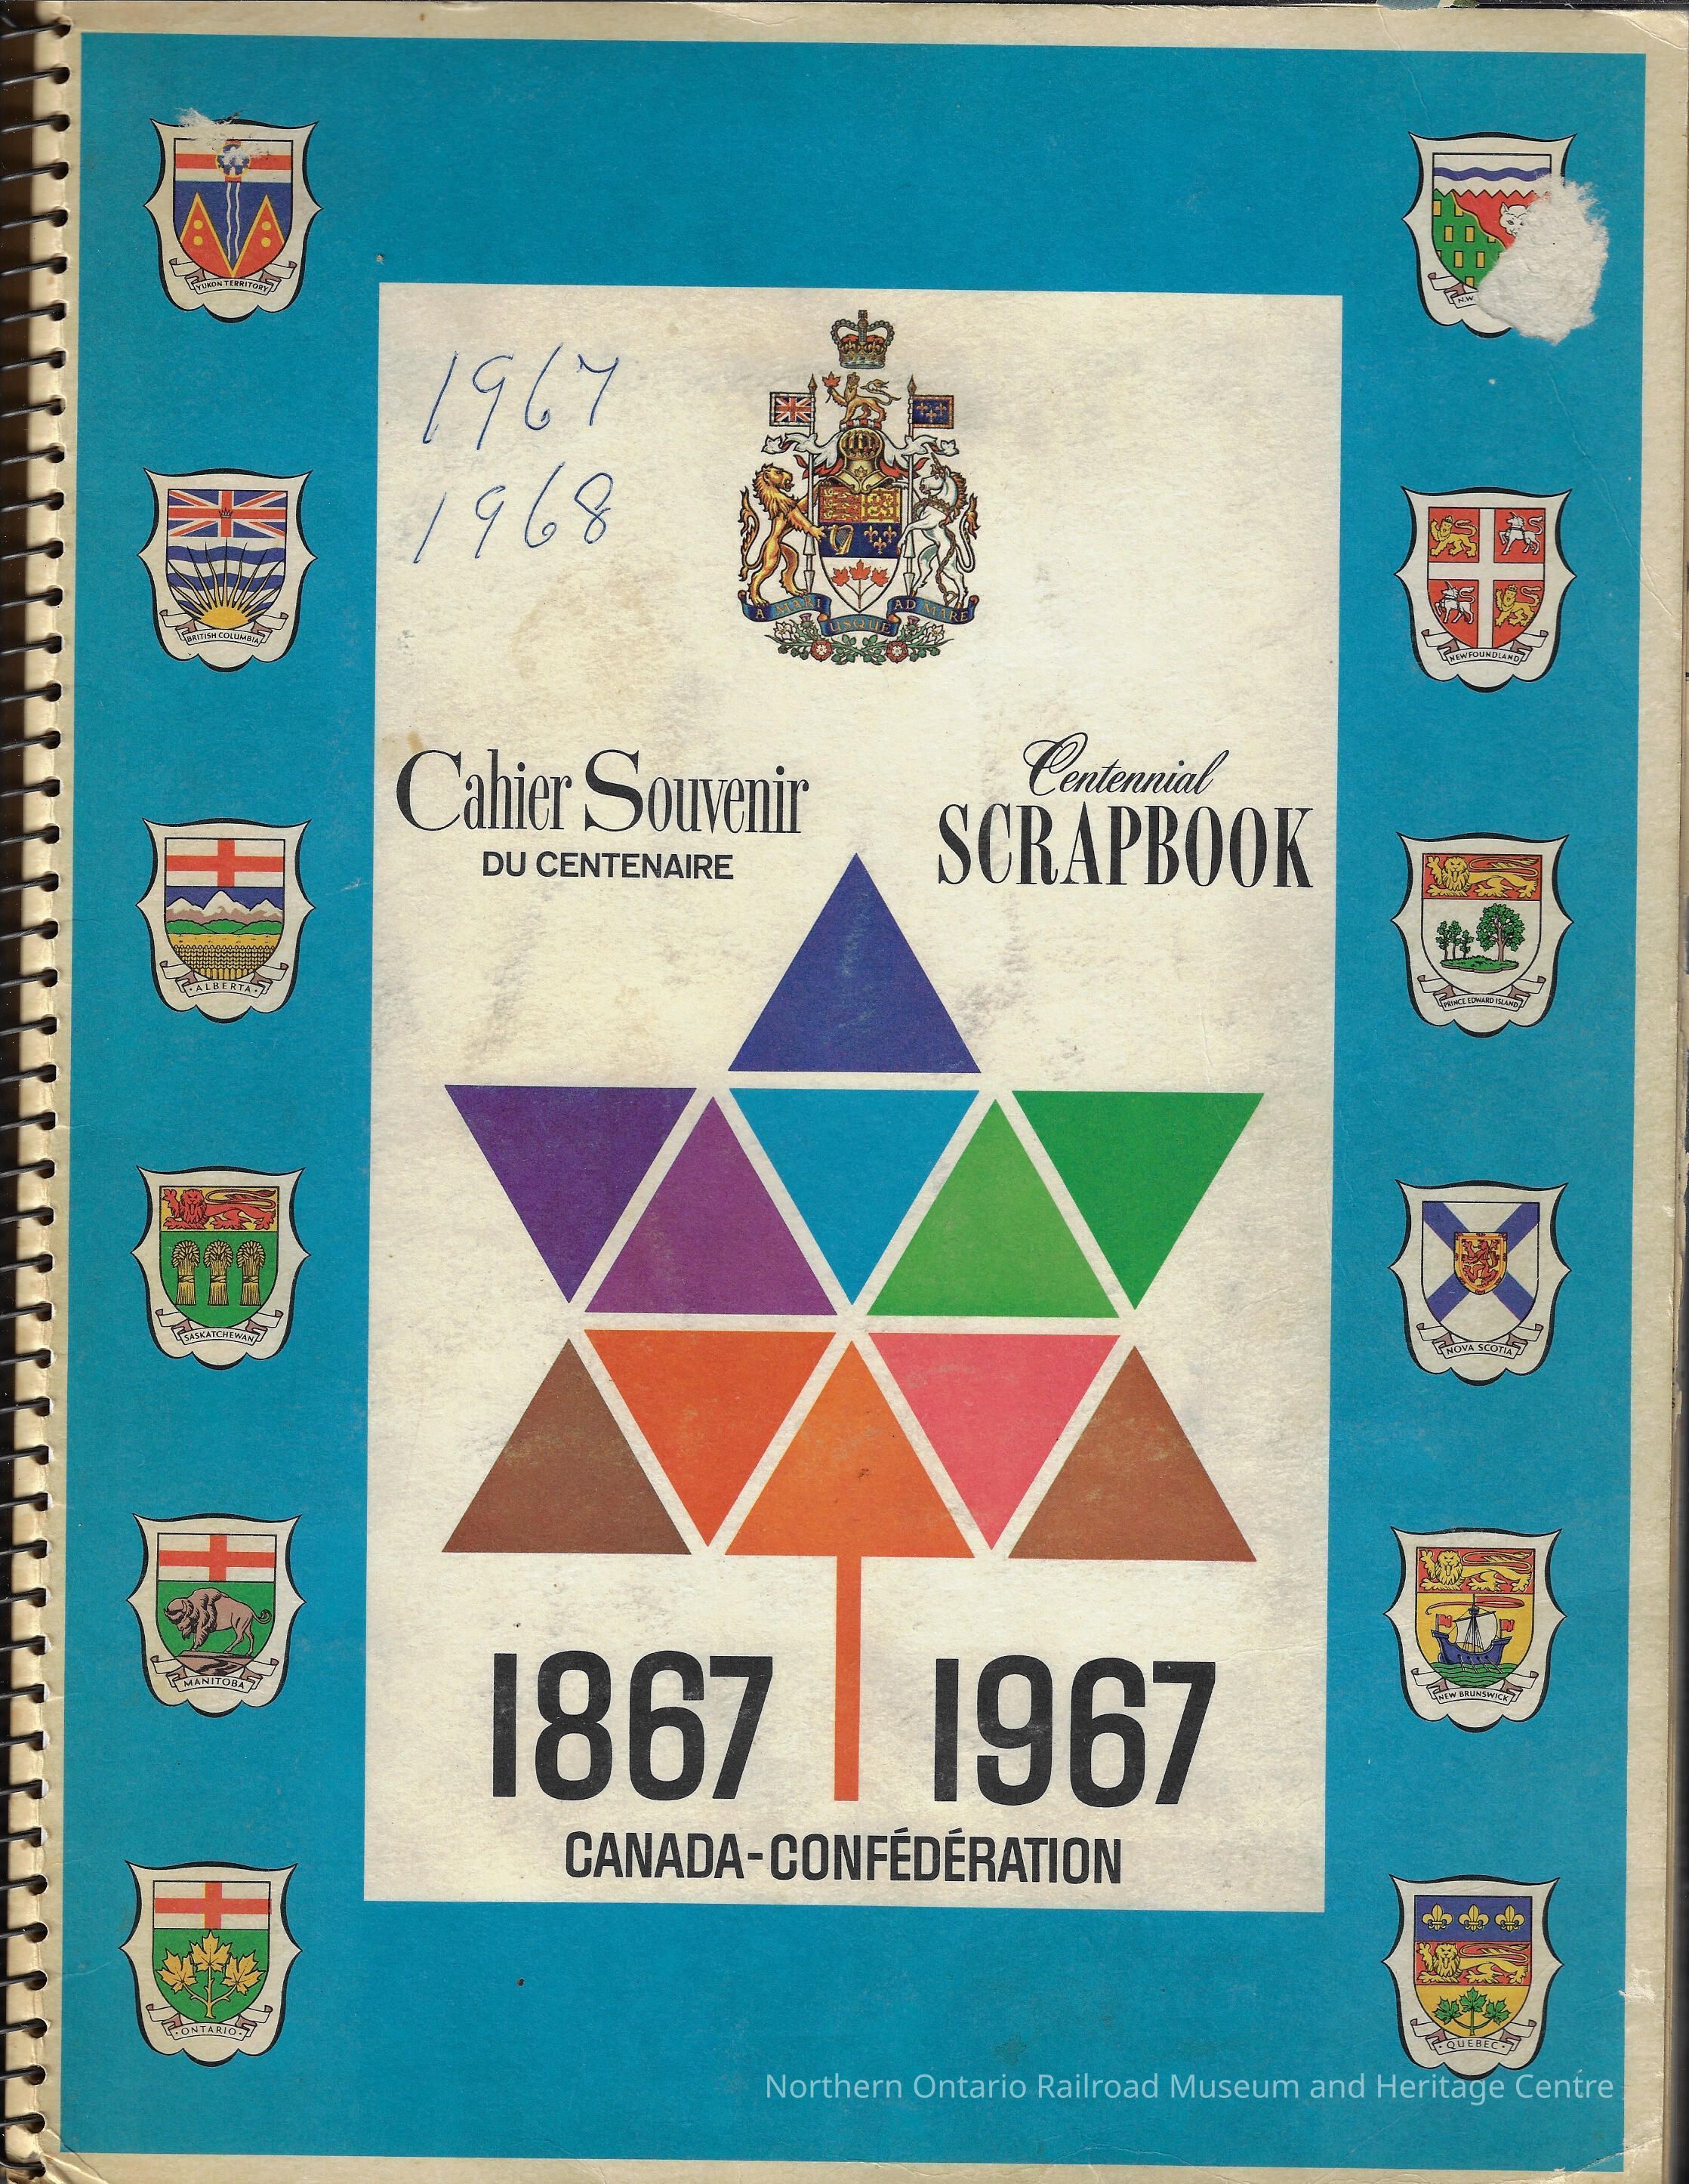 YUKON TERRITORY
N.W.
1967
1968
A MARI USQUE AD MARE
BRITISH COLUMBIA
NEWFOUNDLAND
Cahier Souvenir
DU CENTENAIRE
Centennial
SCRAPBOOK
·ALBERTA·
PRINCE EDWARD ISLAND
SASKATCHEWAN
NOVA SCOTIA
MANITOBA
NEW BRUNSWICK
1867 1967
CANADA-CONFÉDÉRATION
·ONTARIO·
·QUEBEC·
Northern Ontario Railroad Museum and Heritage Centre